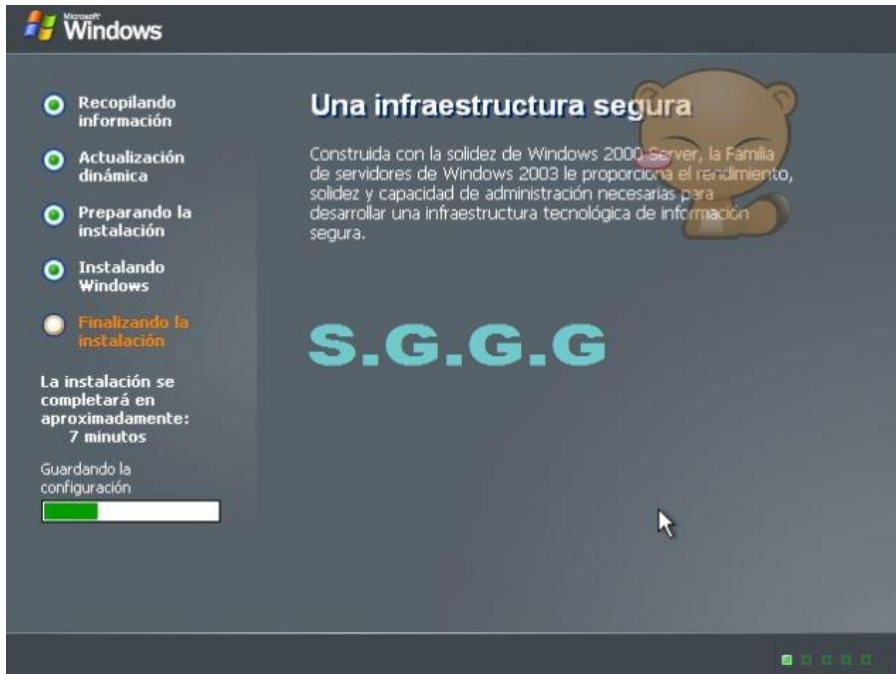 Microsoft
Windows
Recopilando
información
Actualización
dinámica
Preparando la
instalación
Instalando
Windows
Finalizando la
instalación
La instalación se
completará en
aproximadamente:
7 minutos
Guardando la
configuración
Una infraestructura segura
Construida con la solidez de Windows 2000 Server, la Familia
de servidores de Windows 2003 le proporciona el rendimiento,
solidez y capacidad de administración necesarias para
desarrollar una infraestructura tecnológica de información
segura.
S.G.G.G